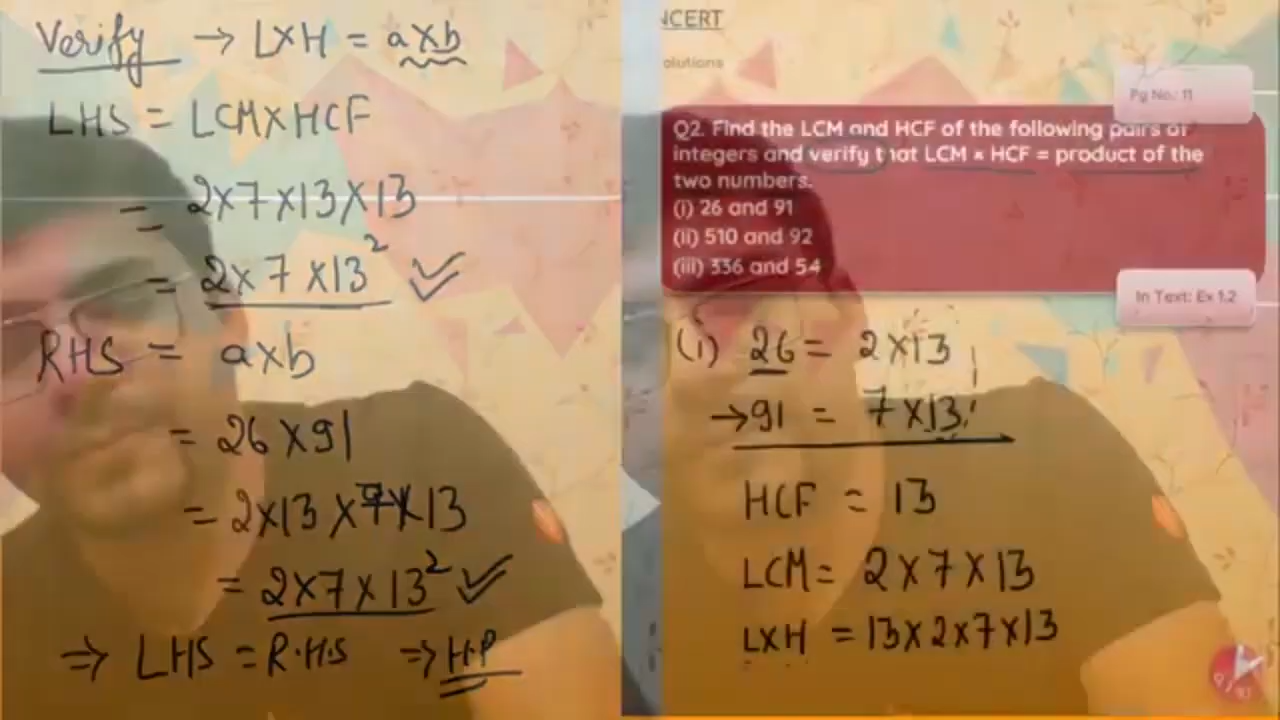 Verify → L×H = a×b
LHS = LCM×HCF
= 2×7×13×13
= 2×7×13² ✓
RHS = a×b
= 26×91
= 2×13×7×13
= 2×7×13² ✓
⇒ LHS = R.H.S ⇒ H.P
NCERT
olutions
Pg No.: 11
Q2. Find the LCM and HCF of the following pairs of
integers and verify that LCM × HCF = product of the
two numbers.
(i) 26 and 91
(ii) 510 and 92
(iii) 336 and 54
In Text: Ex 1.2
(i) 26 = 2×13
→91 = 7×13
HCF = 13
LCM = 2×7×13
L×H = 13×2×7×13